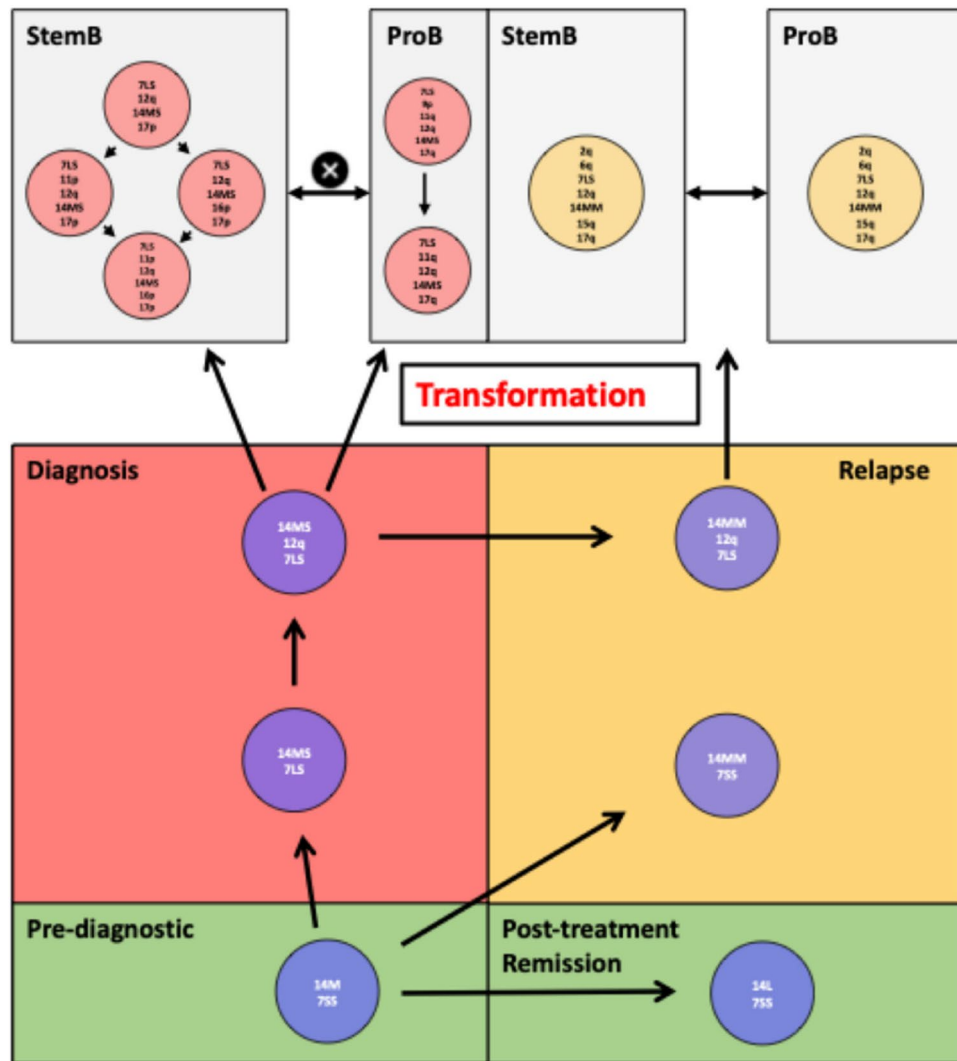 StemB
7LS
12q
14MS
17p
7LS
11p
12q
14MS
17p
7LS
12q
14MS
16p
17p
7LS
11p
12q
14MS
16p
17p
ProB
7LS
9p
11q
12q
14MS
17q
7LS
11q
12q
14MS
17q
StemB
2q
6q
7LS
12q
14MM
15q
17q
ProB
2q
6q
7LS
12q
14MM
15q
17q
Transformation
Diagnosis
14MS
12q
7LS
14MS
7LS
Relapse
14MM
12q
7LS
14MM
7SS
Pre-diagnostic
14M
7SS
Post-treatment
Remission
14L
7SS